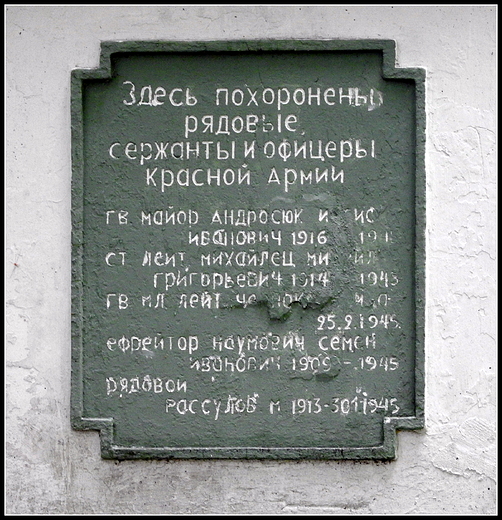 Здесь похоронены
рядовые,
сержанты и офицеры
Красной Армии
гв майор Андросюк
Иванович 1916
ст лейт Михайлец
Григорьевич 1914 1945
гв мл лейт
25.2.1945.
ефрейтор Наумович Семен
Иванович 1909 - 1945
рядовой
Рассулов М 1913-30.1.1945